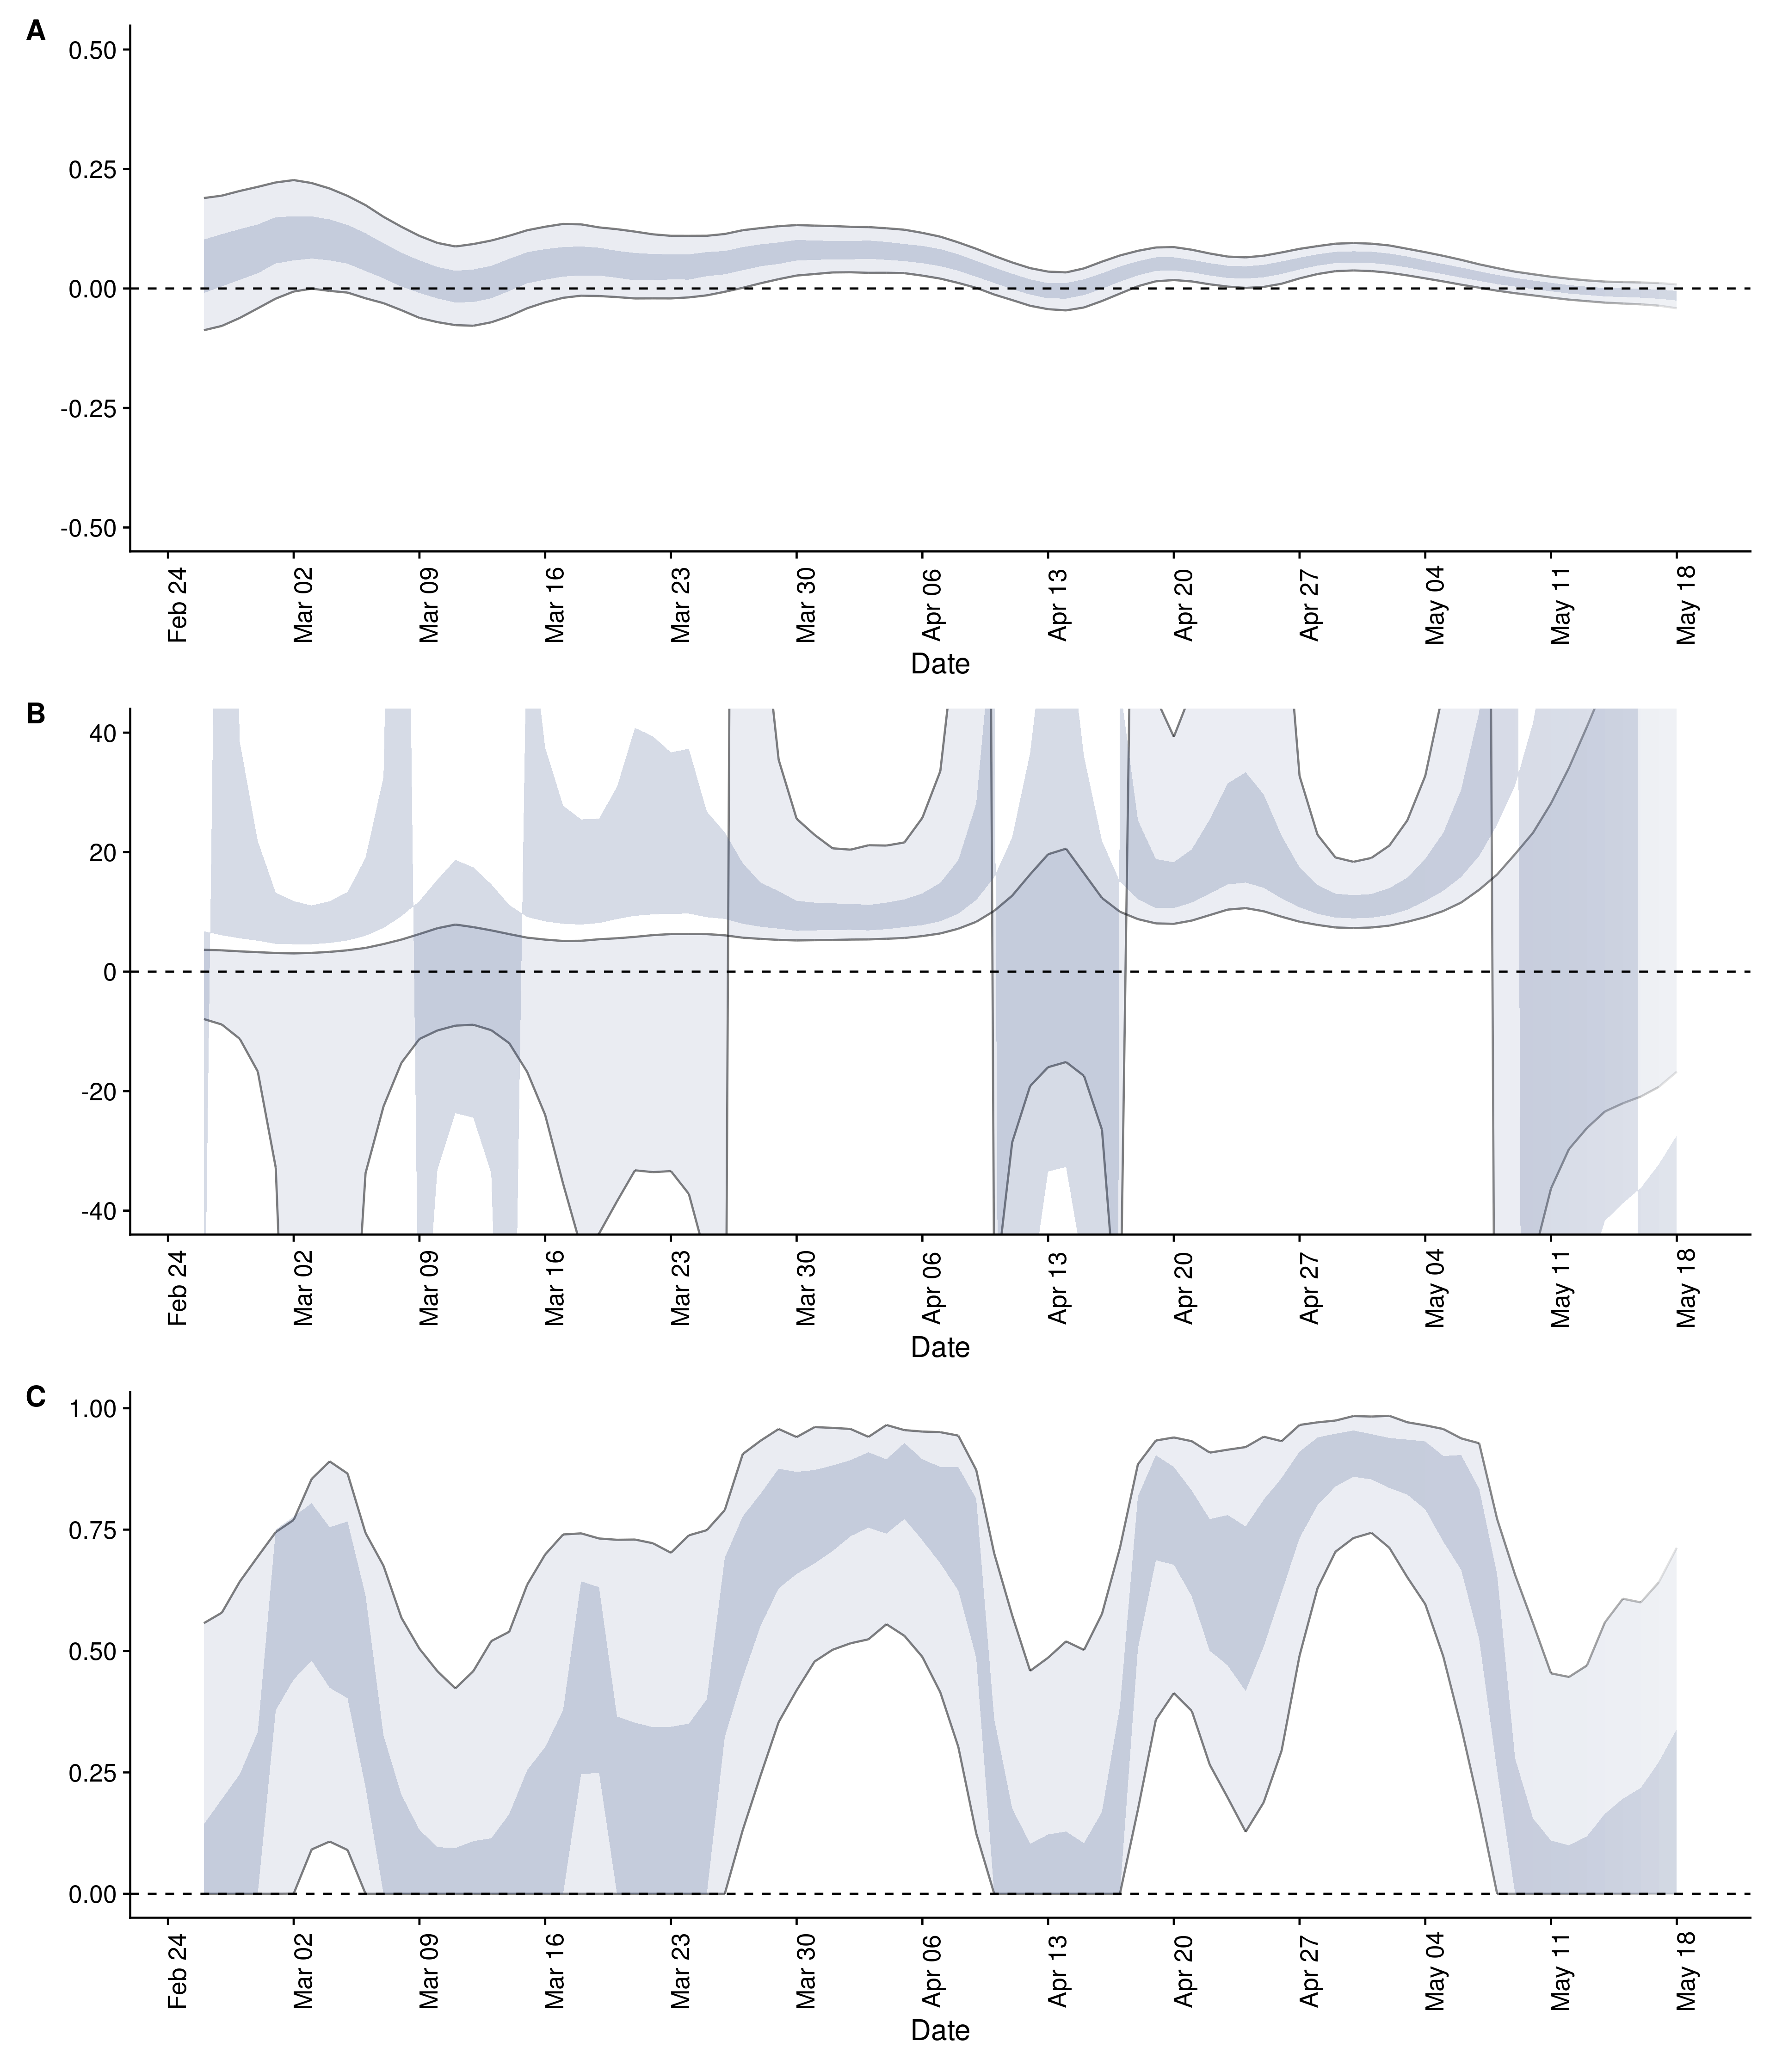 A
0.50
0.25
0.00
-0.25
-0.50
Feb 24
Mar 02
Mar 09
Mar 16
Mar 23
Mar 30
Apr 06
Apr 13
Apr 20
Apr 27
May 04
May 11
May 18
Date
B
40
20
0
-20
-40
Feb 24
Mar 02
Mar 09
Mar 16
Mar 23
Mar 30
Apr 06
Apr 13
Apr 20
Apr 27
May 04
May 11
May 18
Date
C
1.00
0.75
0.50
0.25
0.00
Feb 24
Mar 02
Mar 09
Mar 16
Mar 23
Mar 30
Apr 06
Apr 13
Apr 20
Apr 27
May 04
May 11
May 18
Date